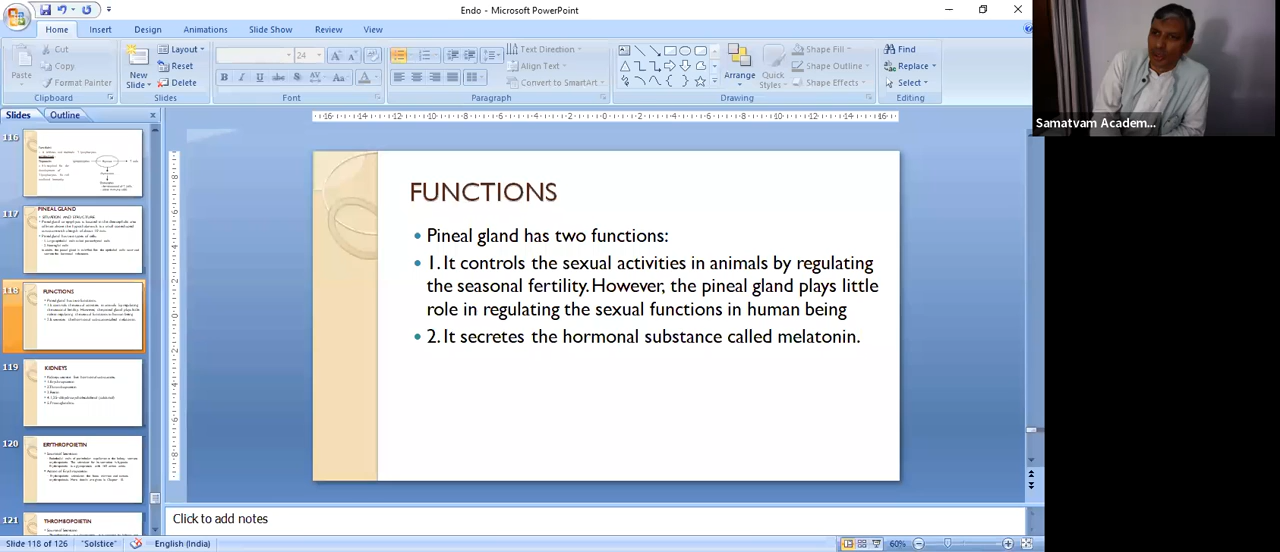 Endo - Microsoft PowerPoint
Home Insert Design Animations Slide Show Review View
Paste
Cut
Copy
Format Painter
Clipboard
New
Slide
Layout
Reset
Delete
Slides
24
B I U S abc AV Aa A
Font
Paragraph
Text Direction
Align Text
Convert to SmartArt
Drawing
Arrange
Quick
Styles
Shape Fill
Shape Outline
Shape Effects
Find
Replace
Select
Editing
Samatvam Academ...
Slides Outline
116
117
PINEAL GLAND
118
FUNCTIONS
119
KIDNEYS
120
ERYTHROPOIETIN
121
THROMBOPOIETIN
FUNCTIONS
• Pineal gland has two functions:
• 1. It controls the sexual activities in animals by regulating
the seasonal fertility. However, the pineal gland plays little
role in regulating the sexual functions in human being
• 2. It secretes the hormonal substance called melatonin.
Click to add notes
Slide 118 of 126 "Solstice" English (India) 60%